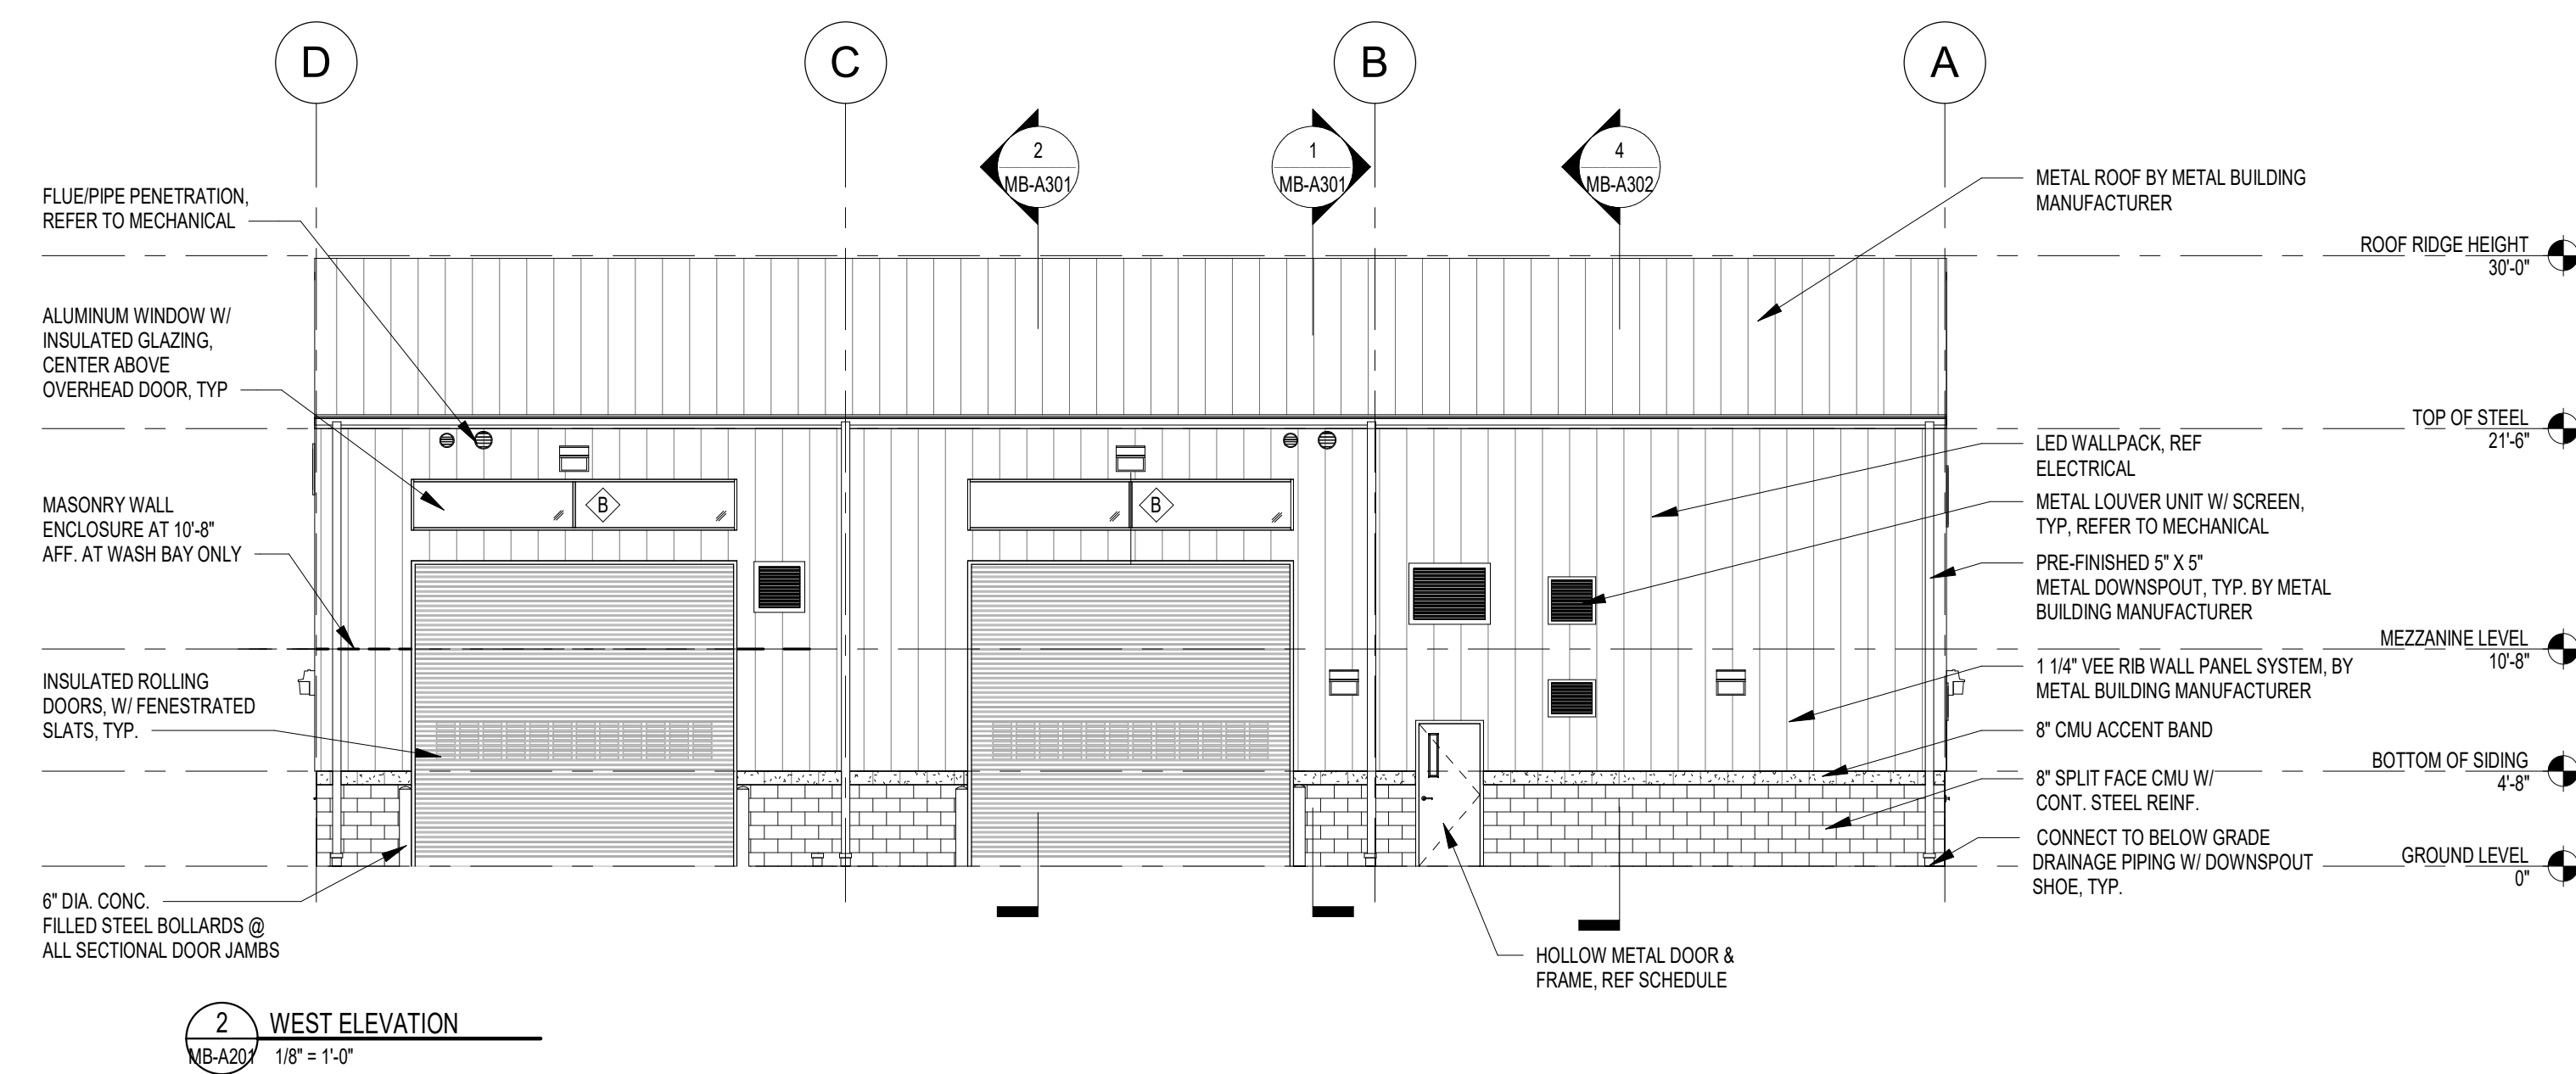 D
C
B
A
2
MB-A301
1
MB-A301
4
MB-A302
FLUE/PIPE PENETRATION,
REFER TO MECHANICAL
ALUMINUM WINDOW W/
INSULATED GLAZING,
CENTER ABOVE
OVERHEAD DOOR, TYP
MASONRY WALL
ENCLOSURE AT 10'-8"
AFF. AT WASH BAY ONLY
INSULATED ROLLING
DOORS, W/ FENESTRATED
SLATS, TYP.
6" DIA. CONC.
FILLED STEEL BOLLARDS @
ALL SECTIONAL DOOR JAMBS
B
B
METAL ROOF BY METAL BUILDING
MANUFACTURER
LED WALLPACK, REF
ELECTRICAL
METAL LOUVER UNIT W/ SCREEN,
TYP, REFER TO MECHANICAL
PRE-FINISHED 5" X 5"
METAL DOWNSPOUT, TYP. BY METAL
BUILDING MANUFACTURER
1 1/4" VEE RIB WALL PANEL SYSTEM, BY
METAL BUILDING MANUFACTURER
8" CMU ACCENT BAND
8" SPLIT FACE CMU W/
CONT. STEEL REINF.
CONNECT TO BELOW GRADE
DRAINAGE PIPING W/ DOWNSPOUT
SHOE, TYP.
HOLLOW METAL DOOR &
FRAME, REF SCHEDULE
ROOF RIDGE HEIGHT
30'-0"
TOP OF STEEL
21'-6"
MEZZANINE LEVEL
10'-8"
BOTTOM OF SIDING
4'-8"
GROUND LEVEL
0"
2
MB-A201
WEST ELEVATION
1/8" = 1'-0"